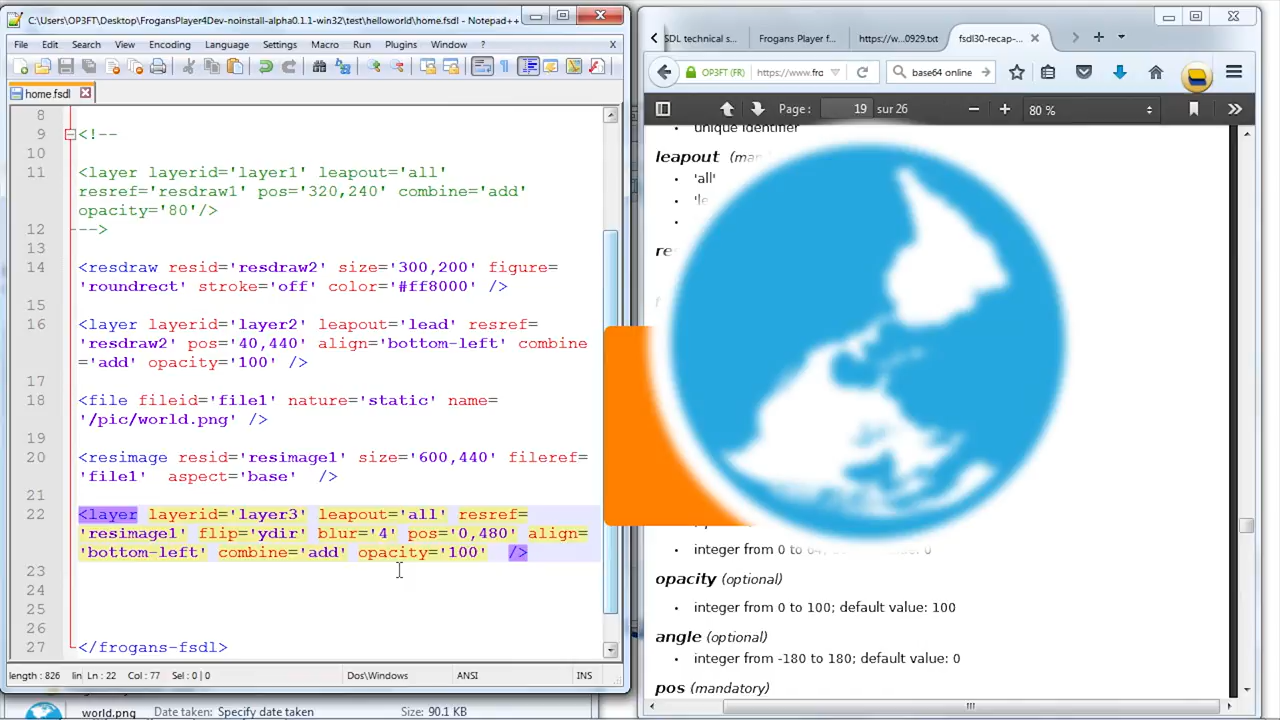 C:\Users\OP3FT\Desktop\FrogansPlayer4Dev-noinstall-alpha0.1.1-win32\test\helloworld\home.fsdl - Notepad++
File Edit Search View Encoding Language Settings Macro Run Plugins Window ? X
home.fsdl
8
9 <!--
10
11 <layer layerid='layer1' leapout='all'
resref='resdraw1' pos='320,240' combine='add'
opacity='80'/>
12 -->
13
14 <resdraw resid='resdraw2' size='300,200' figure=
'roundrect' stroke='off' color='#ff8000' />
15
16 <layer layerid='layer2' leapout='lead' resref=
'resdraw2' pos='40,440' align='bottom-left' combine
='add' opacity='100' />
17
18 <file fileid='file1' nature='static' name=
'/pic/world.png' />
19
20 <resimage resid='resimage1' size='600,440' fileref=
'file1' aspect='base' />
21
22 <layer layerid='layer3' leapout='all' resref=
'resimage1' flip='ydir' blur='4' pos='0,480' align=
'bottom-left' combine='add' opacity='100' />
23
24
25
26
27 </frogans-fsdl>
length : 826 lin Ln : 22 Col : 77 Sel : 0 | 0 Dos\Windows ANSI INS
world.png Date taken: Specify date taken Size: 90.1 KB
SDL technical s... Frogans Player f... https://w...0929.txt fsdl30-recap-...
OP3FT (FR) https://www.frc base64 online
Page : 19 sur 26 80 %
unique identifier
leapout (mar
'all'
'le
re
integer from 0 to 64; default value: 0
opacity (optional)
integer from 0 to 100; default value: 100
angle (optional)
integer from -180 to 180; default value: 0
pos (mandatory)